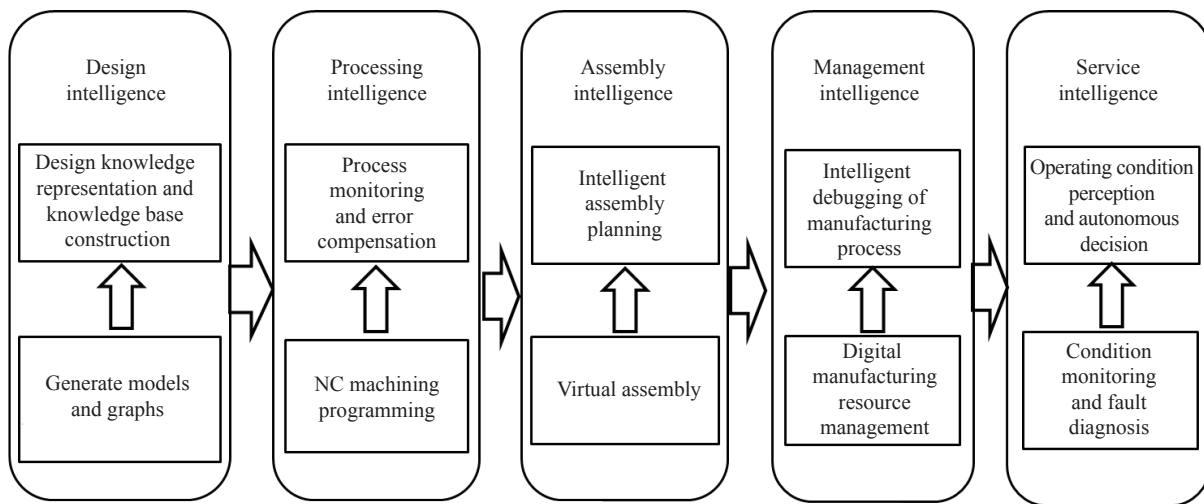 Design
intelligence
Design knowledge
representation and
knowledge base
construction
Generate models
and graphs
Processing
intelligence
Process
monitoring
and error
compensation
NC machining
programming
Assembly
intelligence
Intelligent
assembly
planning
Virtual assembly
Management
intelligence
Intelligent
debugging of
manufacturing
process
Digital
manufacturing
resource
management
Service
intelligence
Operating condition
perception
and autonomous
decision
Condition
monitoring
and fault
diagnosis